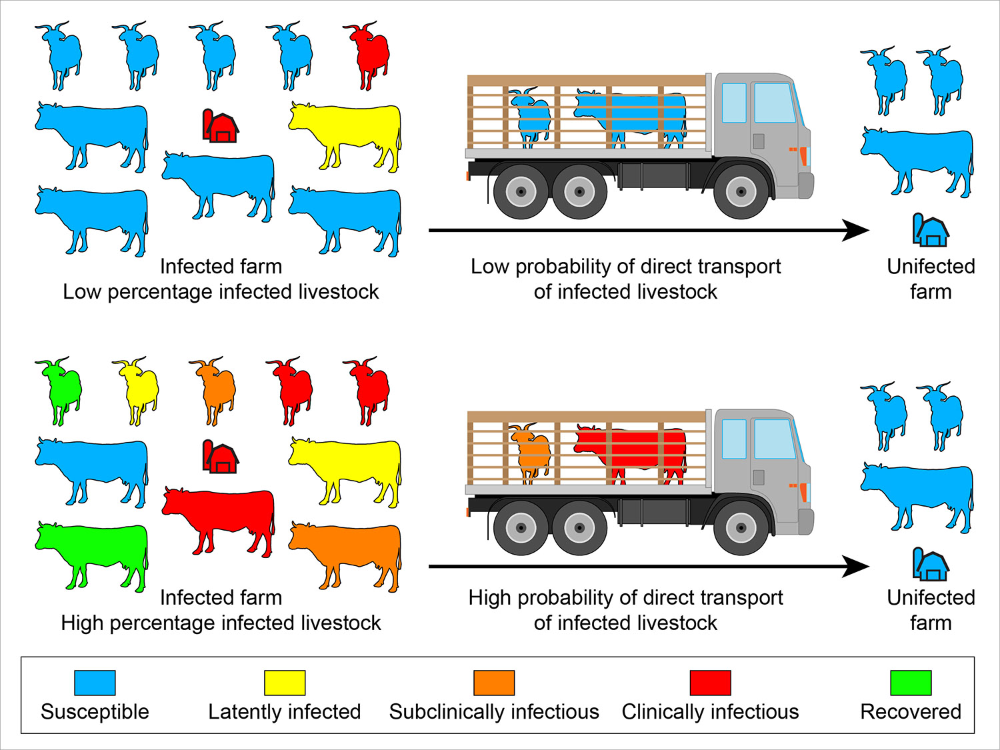 Infected farm
Low percentage infected livestock
Low probability of direct transport
of infected livestock
Unifected
farm
Infected farm
High percentage infected livestock
High probability of direct transport
of infected livestock
Unifected
farm
Susceptible
Latently infected
Subclinically infectious
Clinically infectious
Recovered